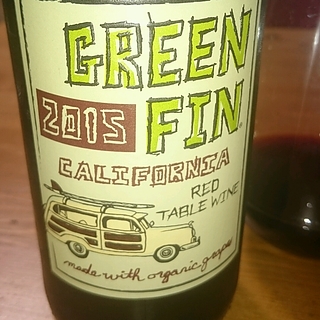 GREEN
2015 FIN
CALIFORNIA
RED
TABLE WINE
made with organic grapes